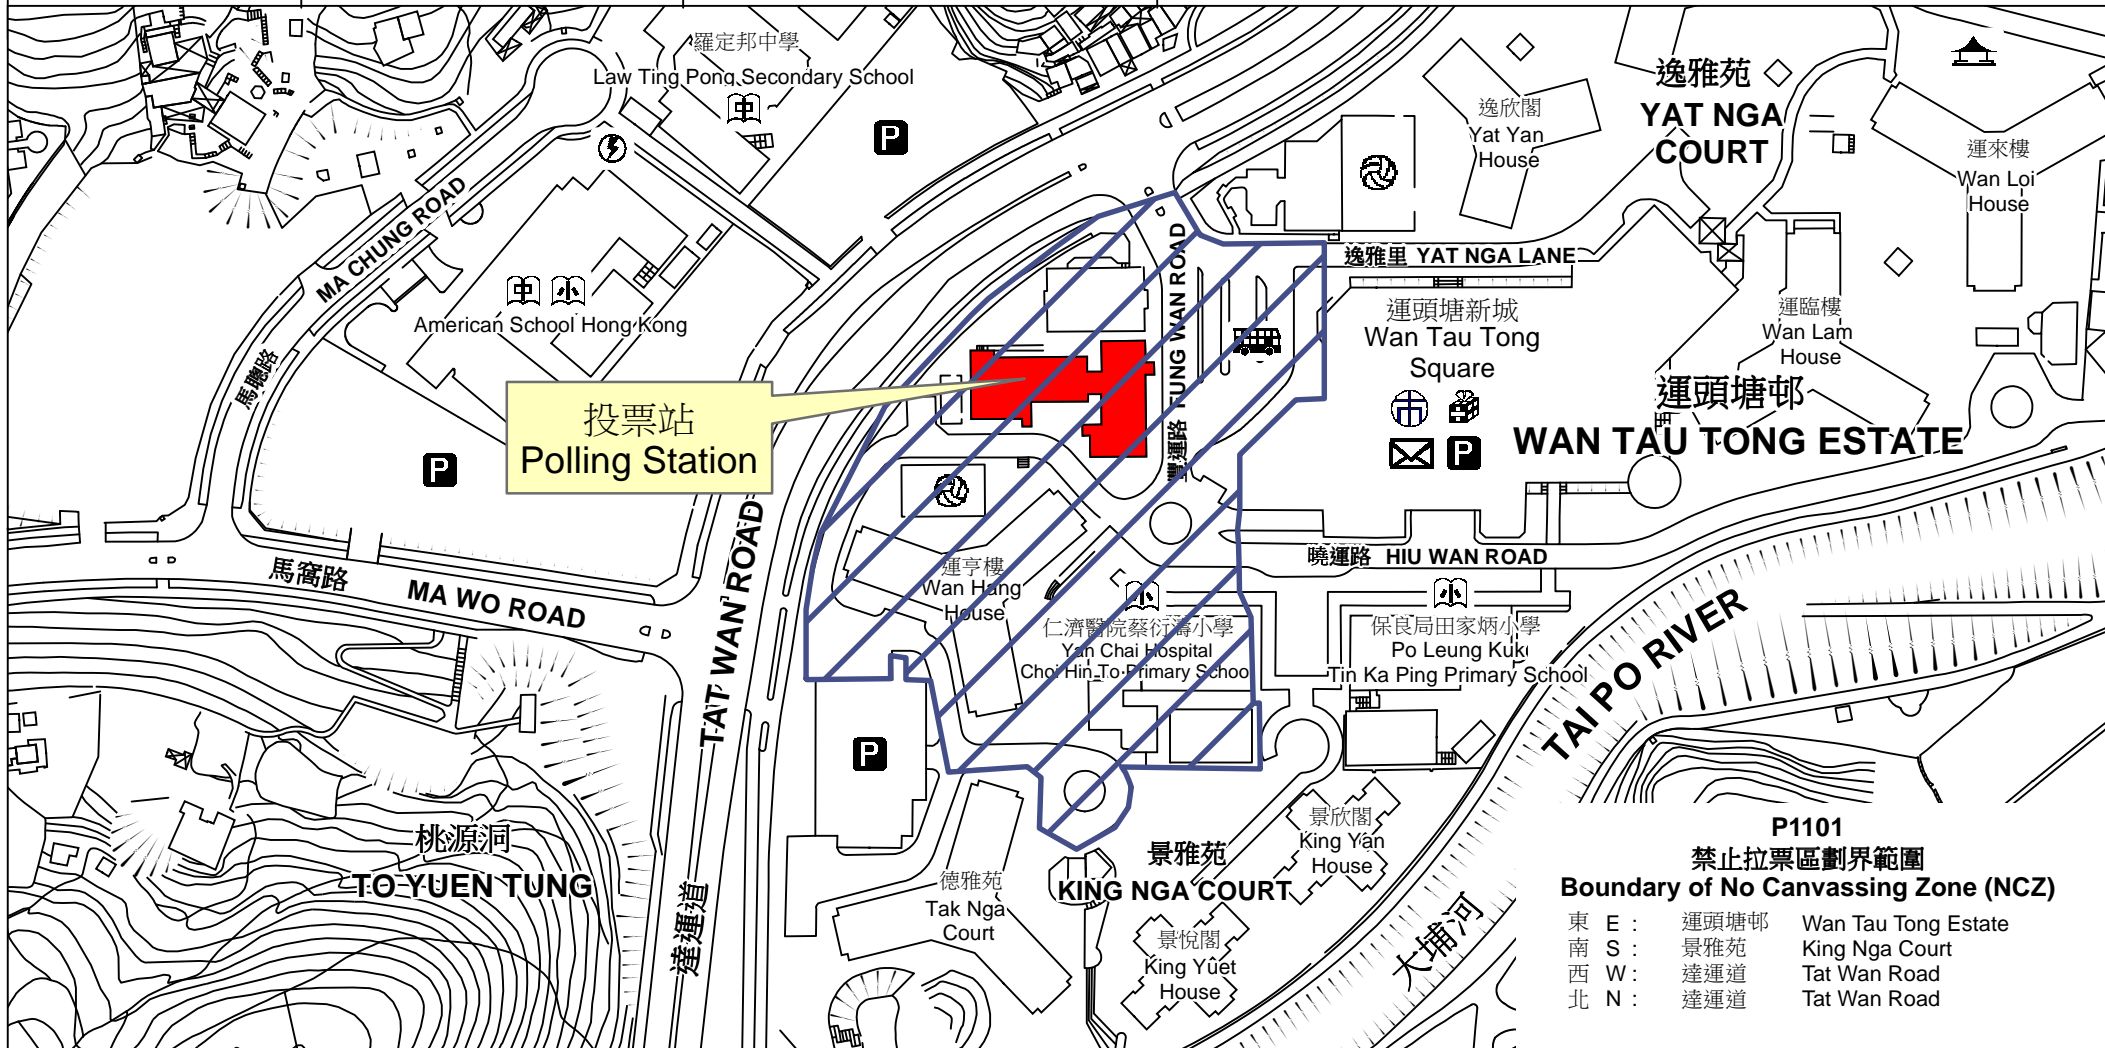 羅定邦中學
Law Ting Pong Secondary School
中
P
逸欣閣
Yat Yan
House
逸雅苑
YAT NGA
COURT
運來樓
Wan Loi
House
MA CHUNG ROAD
馬聰路
中 小
American School Hong Kong
TUNG WAN ROAD
豐運路
逸雅里 YAT NGA LANE
運頭塘新城
Wan Tau Tong
Square
市
P
運臨樓
Wan Lam
House
運頭塘邨
WAN TAU TONG ESTATE
投票站
Polling Station
P
馬窩路 MA WO ROAD
TAT WAN ROAD
達運道
運亨樓
Wan Hang
House
曉運路 HIU WAN ROAD
小
仁濟醫院蔡衍濤小學
Yan Chai Hospital
Choi Hin To Primary School
小
保良局田家炳小學
Po Leung Kuk
Tin Ka Ping Primary School
TAI PO RIVER
大埔河
P
桃源洞
TO YUEN TUNG
德雅苑
Tak Nga
Court
景雅苑
KING NGA COURT
景欣閣
King Yan
House
景悅閣
King Yuet
House
P1101
禁止拉票區劃界範圍
Boundary of No Canvassing Zone (NCZ)
東 E : 運頭塘邨 Wan Tau Tong Estate
南 S : 景雅苑 King Nga Court
西 W : 達運道 Tat Wan Road
北 N : 達運道 Tat Wan Road